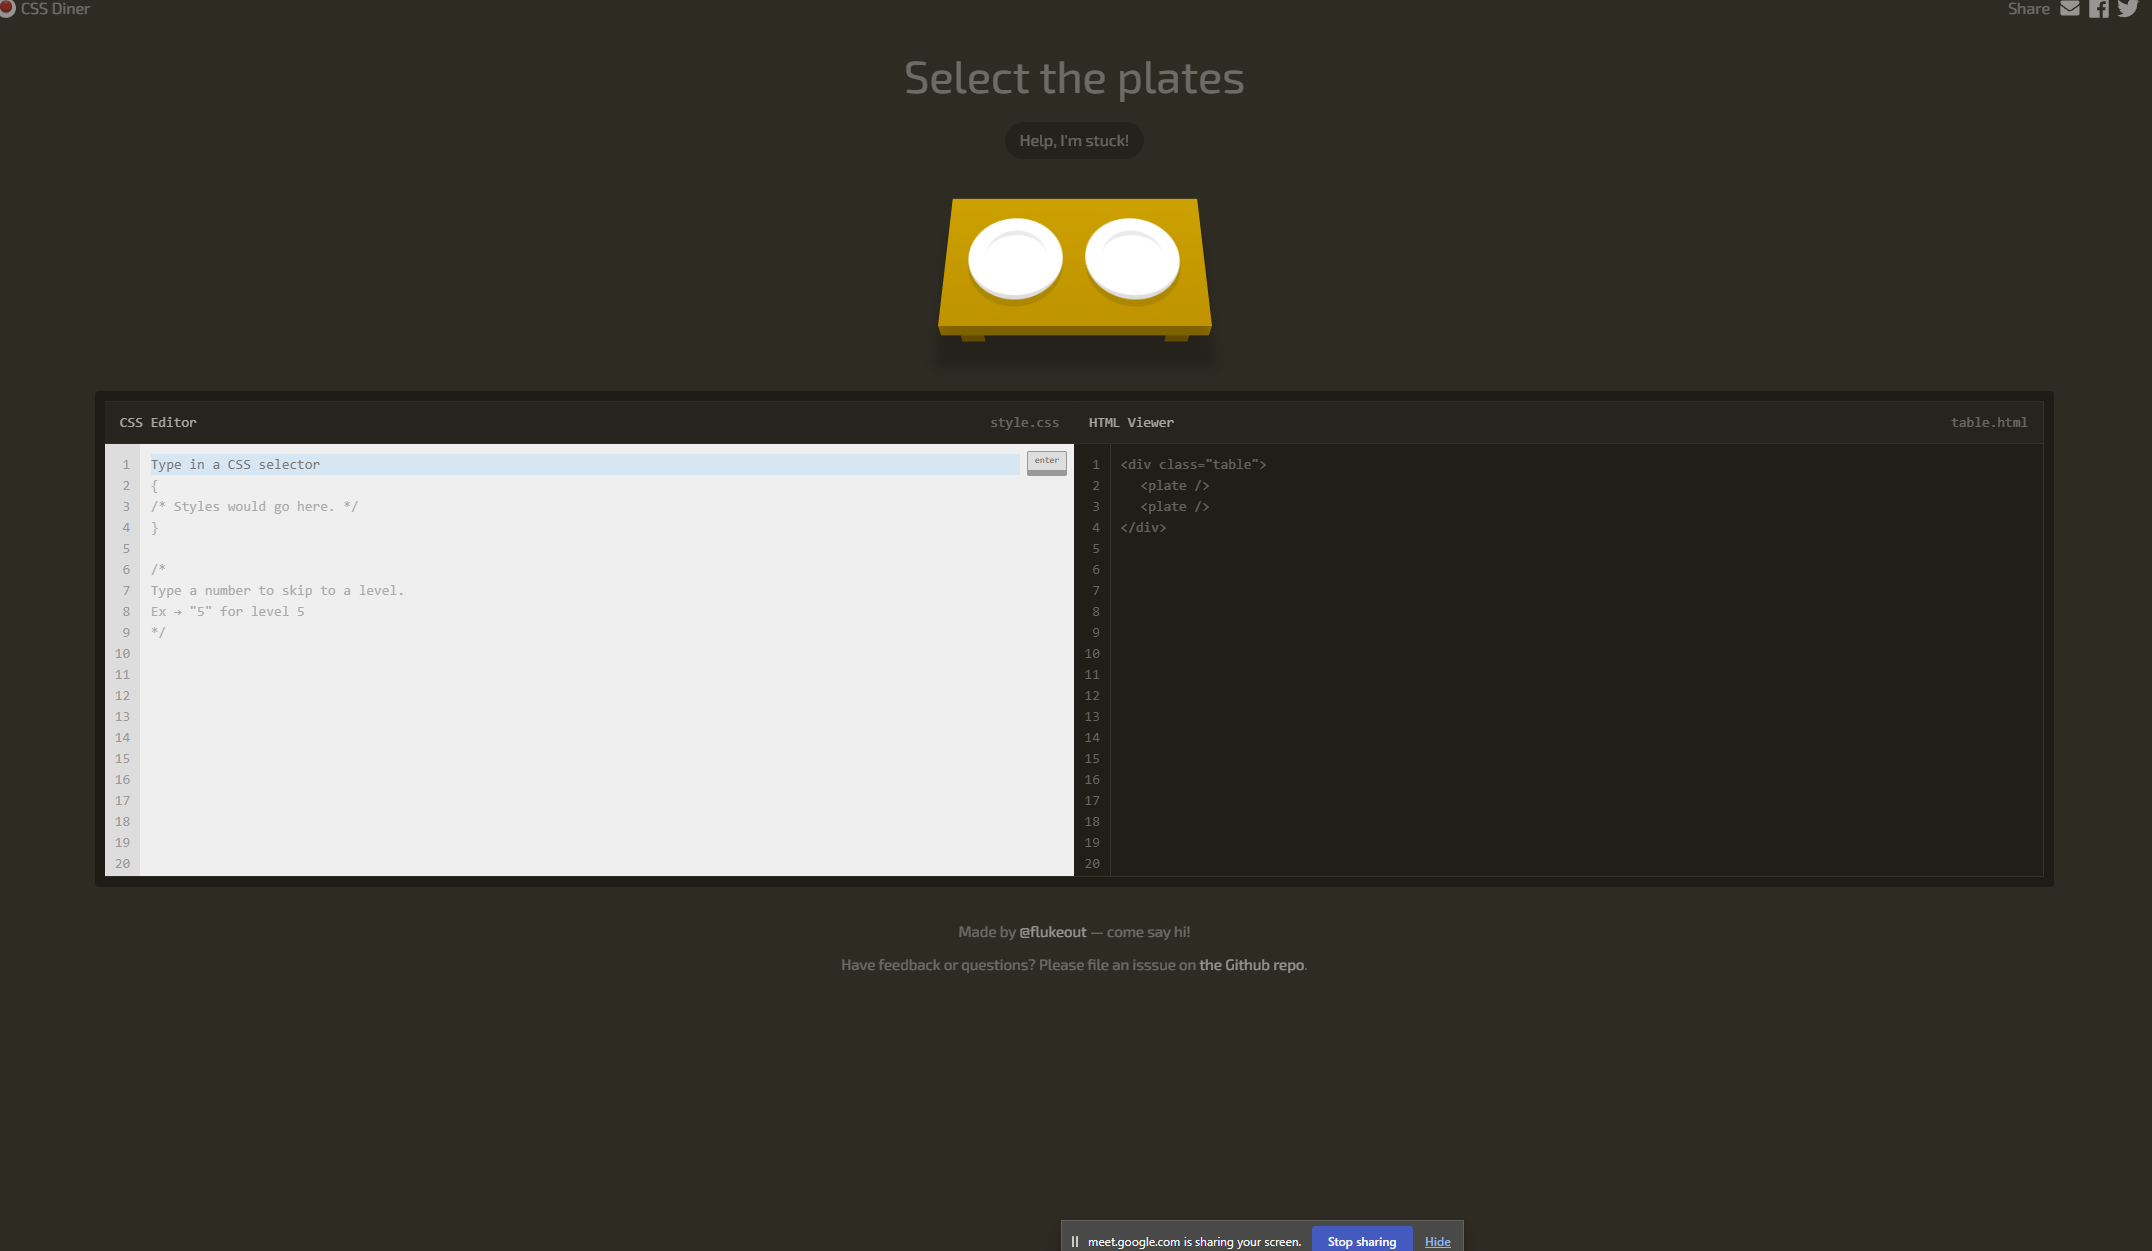 CSS Diner
Share
Select the plates
Help, I'm stuck!
CSS Editor
style.css
1 Type in a CSS selector
enter
2 {
3 /* Styles would go here. */
4 }
5
6 /*
7 Type a number to skip to a level.
8 Ex → "5" for level 5
9 */
10
11
12
13
14
15
16
17
18
19
20
HTML Viewer
table.html
1 <div class="table">
2 <plate />
3 <plate />
4 </div>
5
6
7
8
9
10
11
12
13
14
15
16
17
18
19
20
Made by @flukeout — come say hi!
Have feedback or questions? Please file an isssue on the Github repo.
meet.google.com is sharing your screen.
Stop sharing
Hide